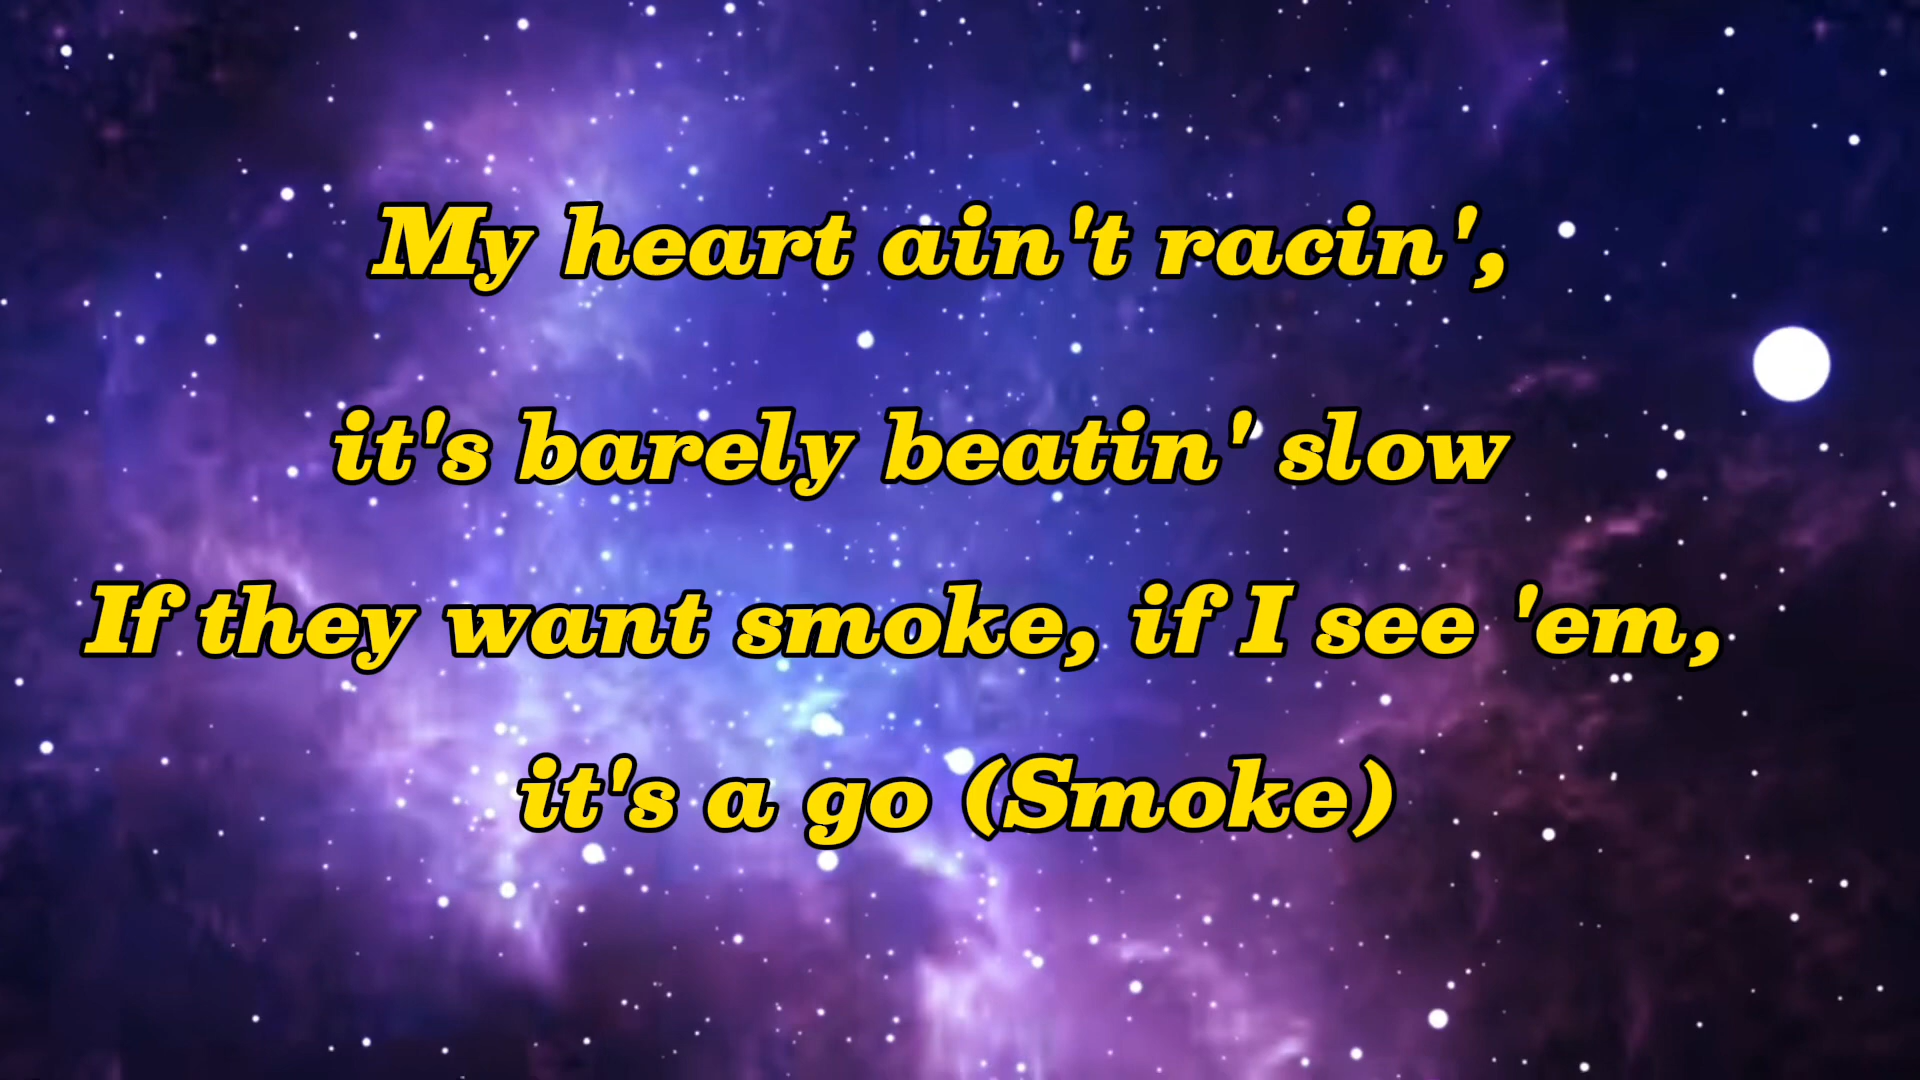 My heart ain't racin',
it's barely beatin' slow
If they want smoke, if I see 'em,
it's a go (Smoke)